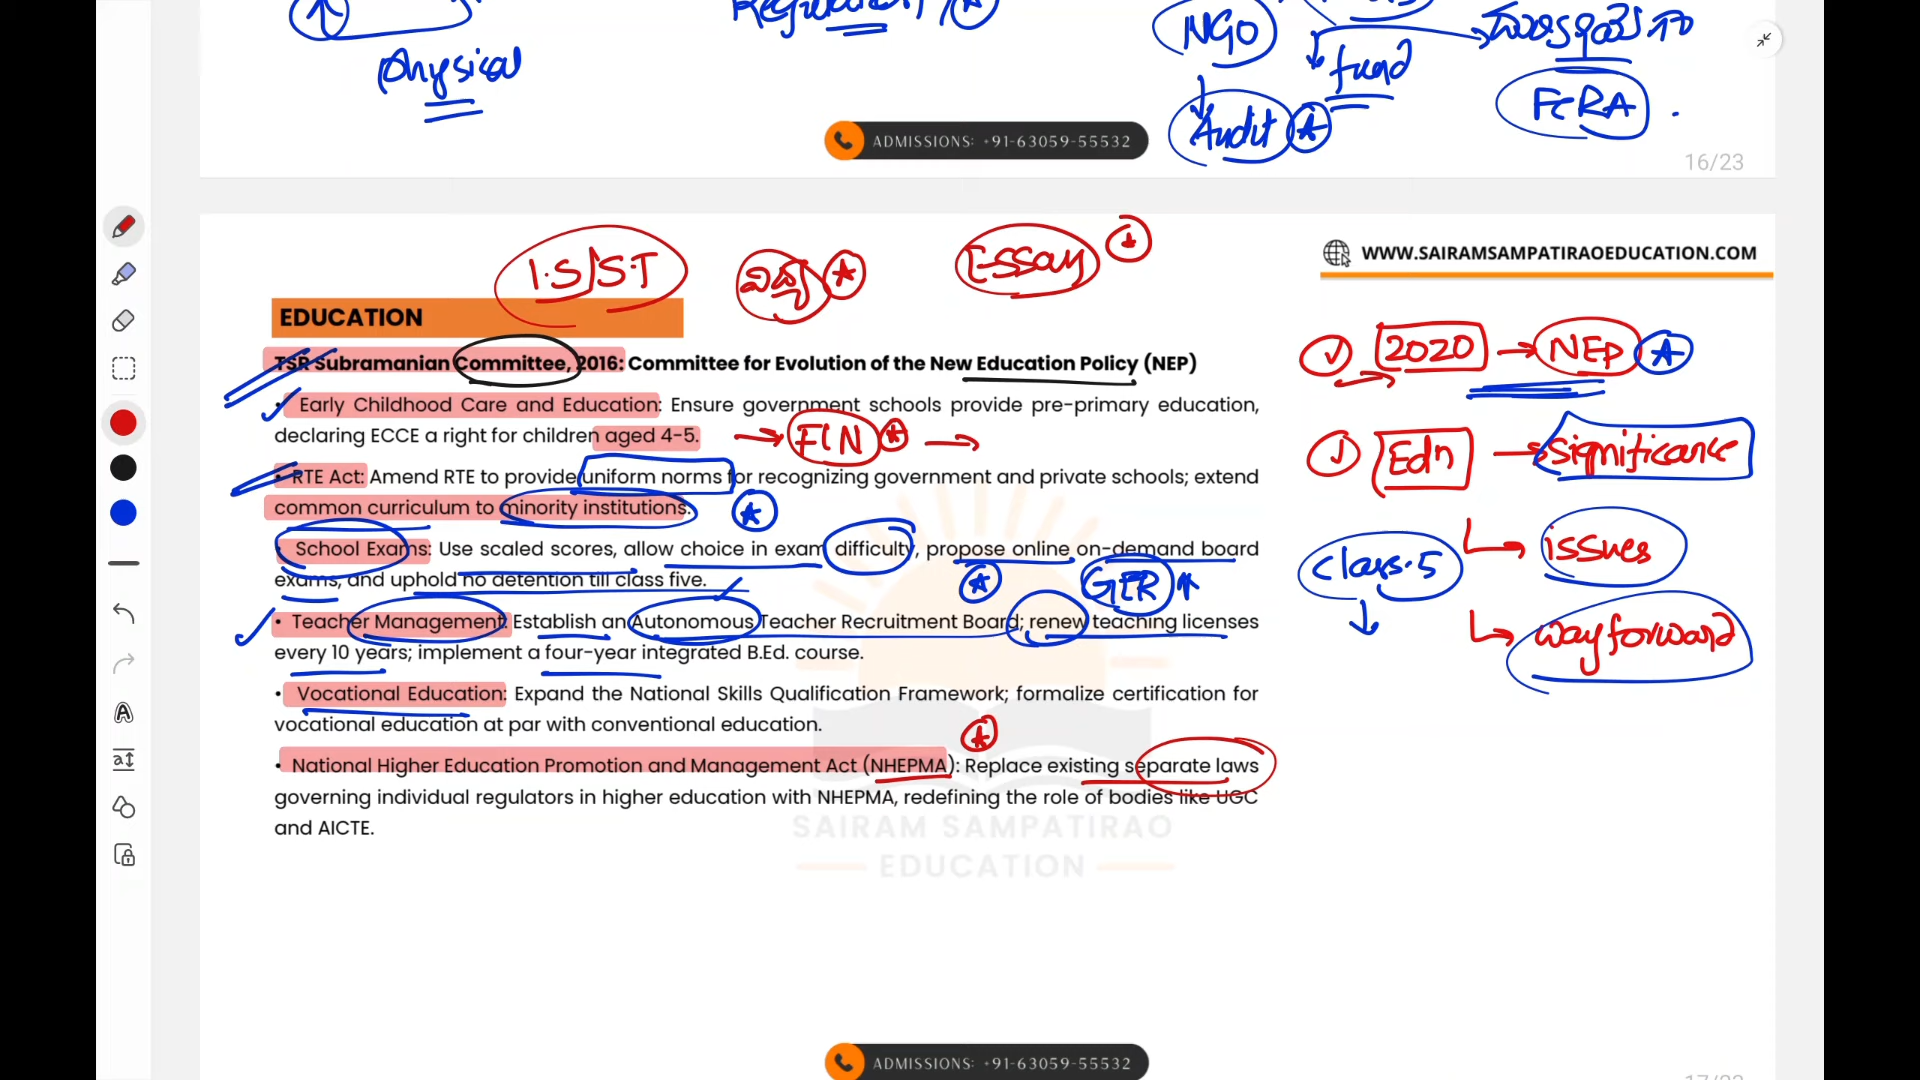 Regulation
NGO
physical
fund
FCRA
Audit
ADMISSIONS: +91-63059-55532
16/23
I.S/S.T
Essay
WWW.SAIRAMSAMPATIRAOEDUCATION.COM
EDUCATION
2020 → NEP
TSR Subramanian Committee, 2016: Committee for Evolution of the New Education Policy (NEP)
• Early Childhood Care and Education: Ensure government schools provide pre-primary education,
declaring ECCE a right for children aged 4-5.
→ FLN →
Edn → significance
• RTE Act: Amend RTE to provide uniform norms for recognizing government and private schools; extend
common curriculum to minority institutions.
issues
• School Exams: Use scaled scores, allow choice in exam difficulty, propose online on-demand board
exams, and uphold no detention till class five.
GER ↑
class.5
• Teacher Management: Establish an Autonomous Teacher Recruitment Board; renew teaching licenses
every 10 years; implement a four-year integrated B.Ed. course.
way forward
• Vocational Education: Expand the National Skills Qualification Framework; formalize certification for
vocational education at par with conventional education.
• National Higher Education Promotion and Management Act (NHEPMA): Replace existing separate laws
governing individual regulators in higher education with NHEPMA, redefining the role of bodies like UGC
and AICTE.
SAIRAM SAMPATIRAO
EDUCATION
ADMISSIONS: +91-63059-55532
17/23